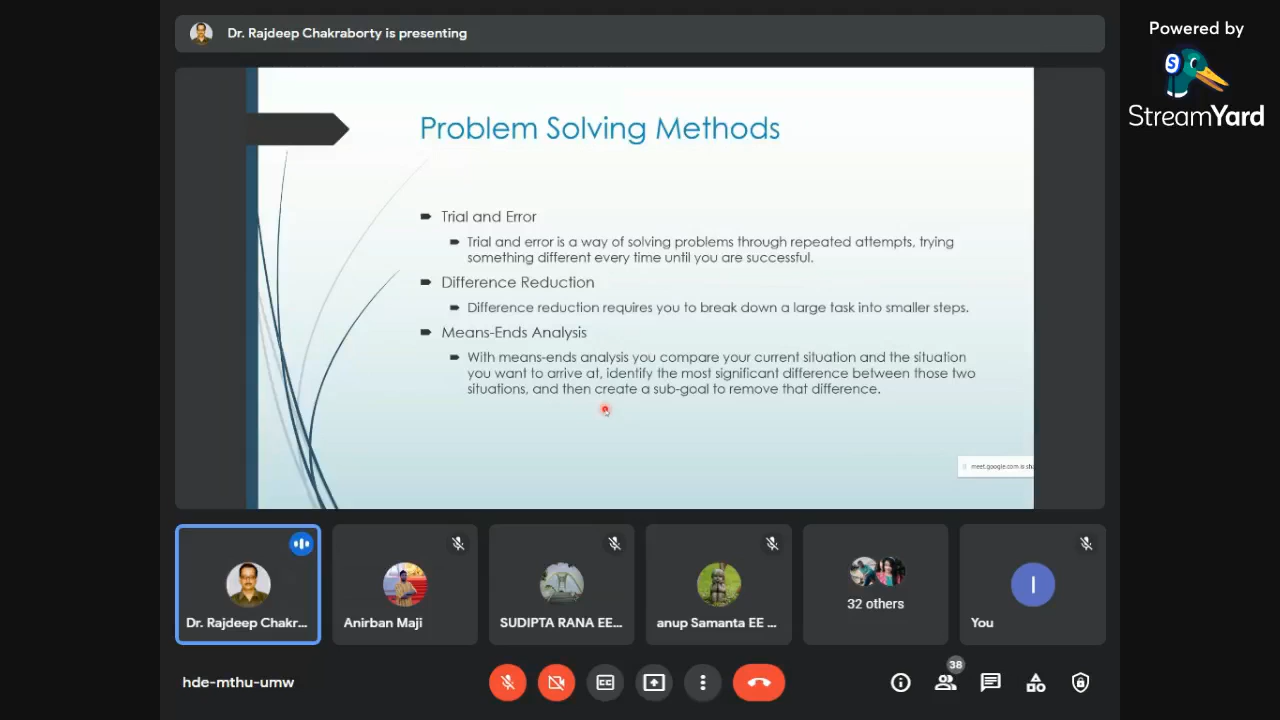 Dr. Rajdeep Chakraborty is presenting
Powered by
S
StreamYard
Problem Solving Methods
Trial and Error
Trial and error is a way of solving problems through repeated attempts, trying
something different every time until you are successful.
Difference Reduction
Difference reduction requires you to break down a large task into smaller steps.
Means-Ends Analysis
With means-ends analysis you compare your current situation and the situation
you want to arrive at, identify the most significant difference between those two
situations, and then create a sub-goal to remove that difference.
meet.google.com is sha
Dr. Rajdeep Chakr...
Anirban Maji
SUDIPTA RANA EE...
anup Samanta EE ...
32 others
I
You
hde-mthu-umw
38